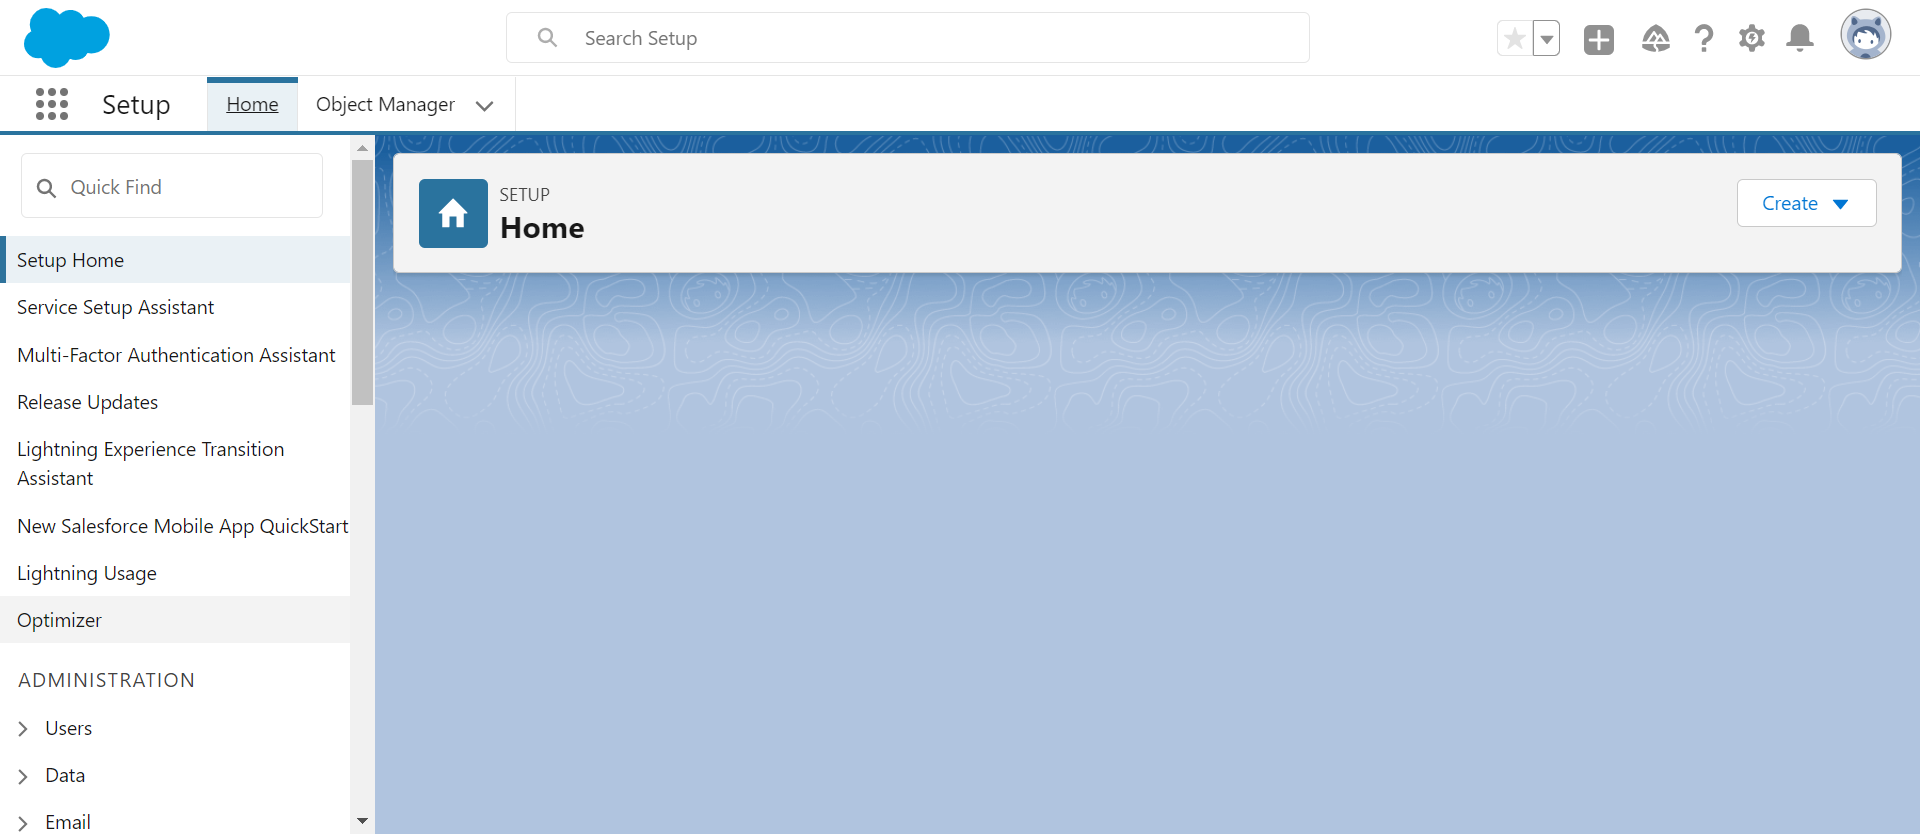 Search Setup
Setup
Home
Object Manager
Quick Find
Setup Home
Service Setup Assistant
Multi-Factor Authentication Assistant
Release Updates
Lightning Experience Transition
Assistant
New Salesforce Mobile App QuickStart
Lightning Usage
Optimizer
ADMINISTRATION
Users
Data
Email
SETUP
Home
Create